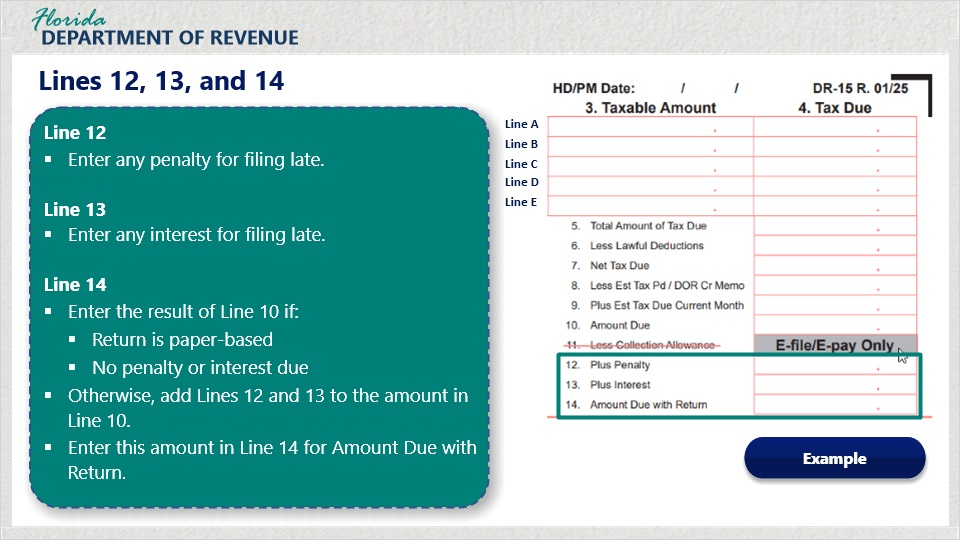 Florida
DEPARTMENT OF REVENUE
Lines 12, 13, and 14
Line 12
▪ Enter any penalty for filing late.
Line 13
▪ Enter any interest for filing late.
Line 14
▪ Enter the result of Line 10 if:
▪ Return is paper-based
▪ No penalty or interest due
▪ Otherwise, add Lines 12 and 13 to the amount in
Line 10.
▪ Enter this amount in Line 14 for Amount Due with
Return.
HD/PM Date: / / DR-15 R. 01/25
3. Taxable Amount 4. Tax Due
Line A . .
Line B . .
Line C . .
Line D . .
Line E . .
5. Total Amount of Tax Due .
6. Less Lawful Deductions .
7. Net Tax Due .
8. Less Est Tax Pd / DOR Cr Memo .
9. Plus Est Tax Due Current Month .
10. Amount Due .
11. Less Collection Allowance E-file/E-pay Only
12. Plus Penalty .
13. Plus Interest .
14. Amount Due with Return .
Example